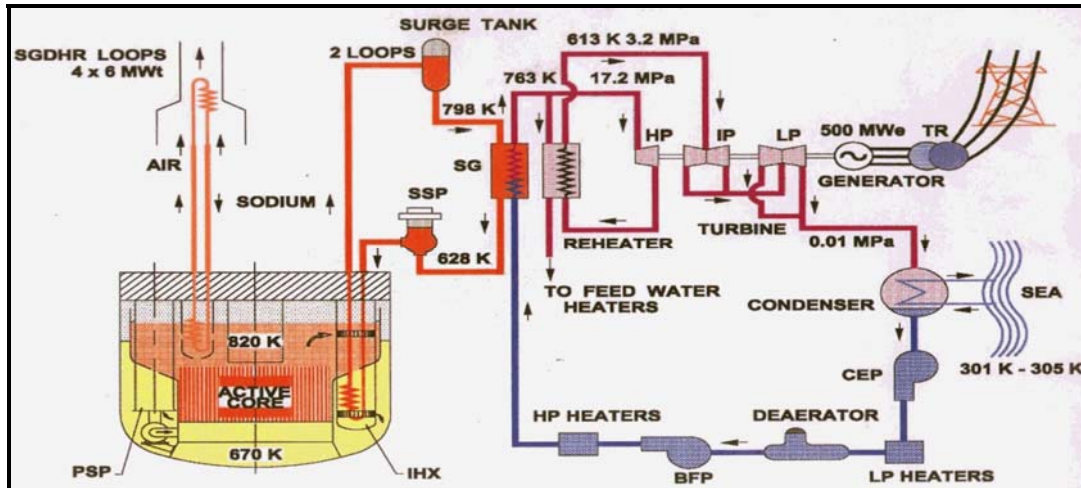 SURGE TANK
SGDHR LOOPS
4 x 6 MWt
2 LOOPS
613 K 3.2 MPa
763 K
17.2 MPa
798 K
HP
IP
LP
500 MWe
TR
AIR
SG
GENERATOR
SODIUM
SSP
628 K
REHEATER
TURBINE
0.01 MPa
TO FEED WATER
HEATERS
CONDENSER
SEA
820 K
ACTIVE
CORE
CEP
301 K - 305 K
HP HEATERS
DEAERATOR
670 K
PSP
IHX
BFP
LP HEATERS